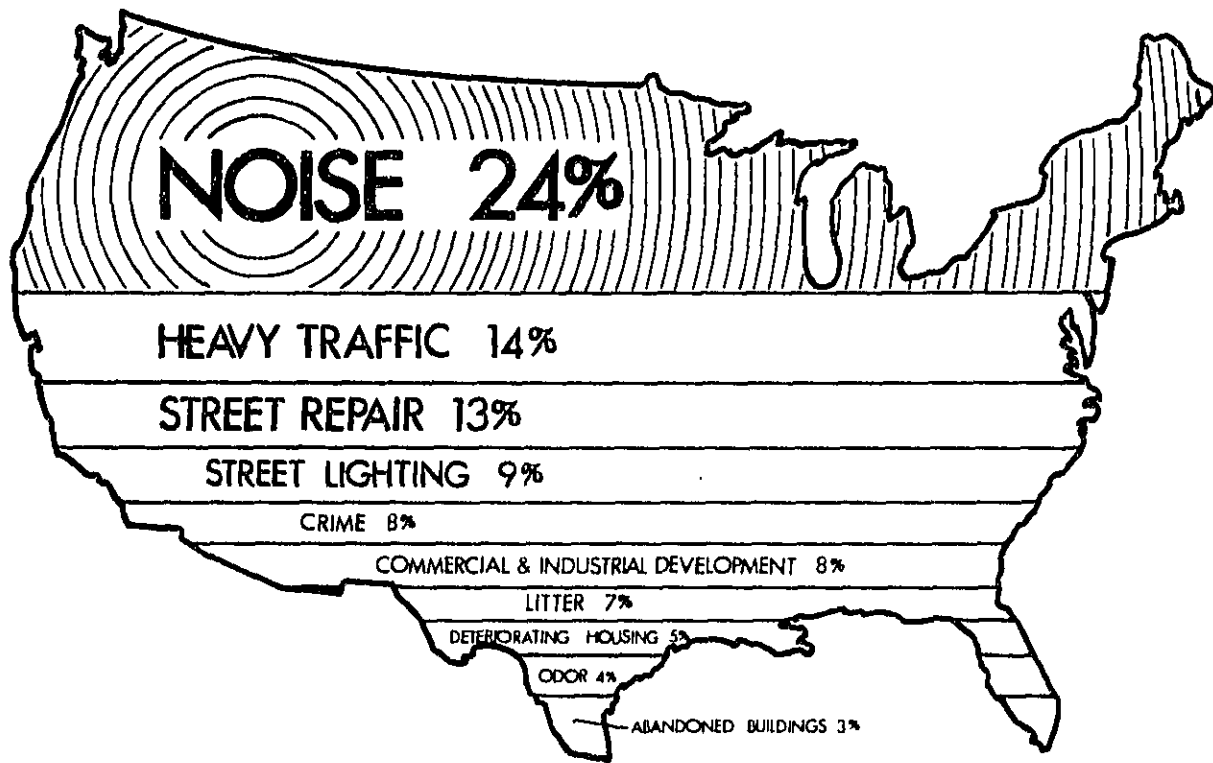 NOISE 24%
HEAVY TRAFFIC 14%
STREET REPAIR 13%
STREET LIGHTING 9%
CRIME 8%
COMMERCIAL & INDUSTRIAL DEVELOPMENT 8%
LITTER 7%
DETERIORATING HOUSING 5%
ODOR 4%
ABANDONED BUILDINGS 3%